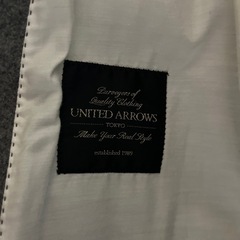 Purveyors of
Quality Clothing
UNITED ARROWS
TOKYO
Make Your Real Style
established 1989